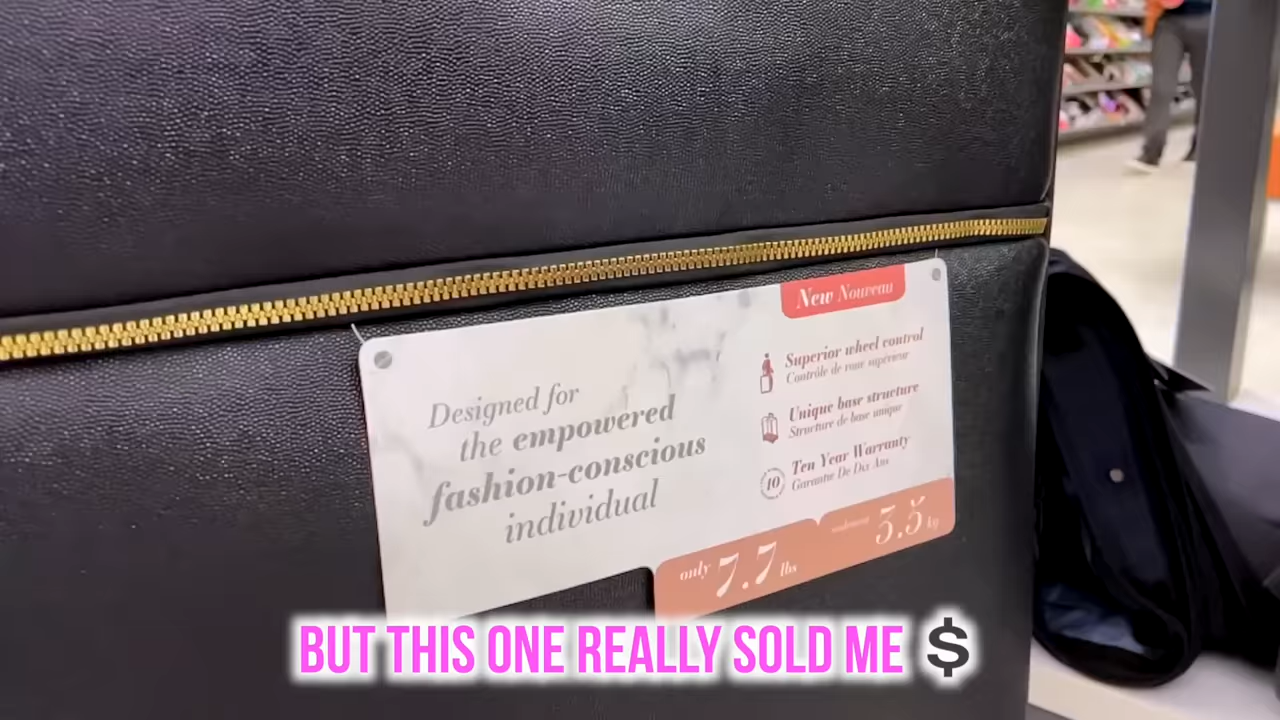 New Nouveau
Designed for
the empowered
fashion-conscious
individual
Superior wheel control
Contrôle de roue supérieur
Unique base structure
Structure de base unique
10
Ten Year Warranty
Garantie De Dix Ans
only 7.7 lbs
seulement 3.5 kg
BUT THIS ONE REALLY SOLD ME $